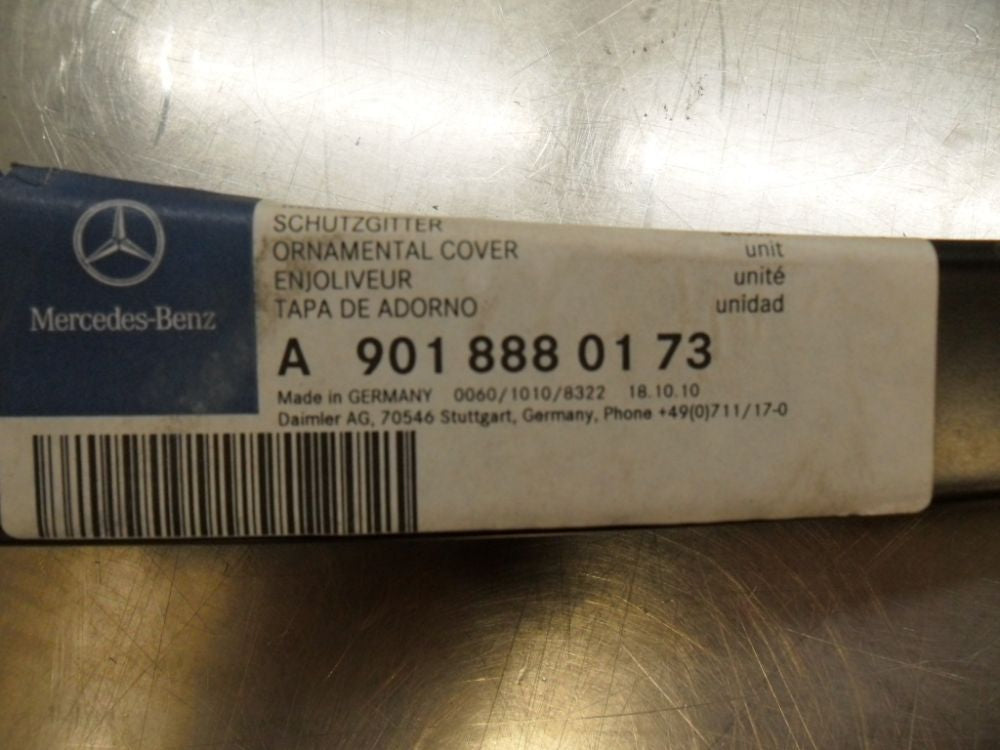 Mercedes-Benz
SCHUTZGITTER
ORNAMENTAL COVER unit
ENJOLIVEUR unité
TAPA DE ADORNO unidad
A 901 888 01 73
Made in GERMANY 0060/1010/8322 18.10.10
Daimler AG, 70546 Stuttgart, Germany, Phone +49(0)711/17-0